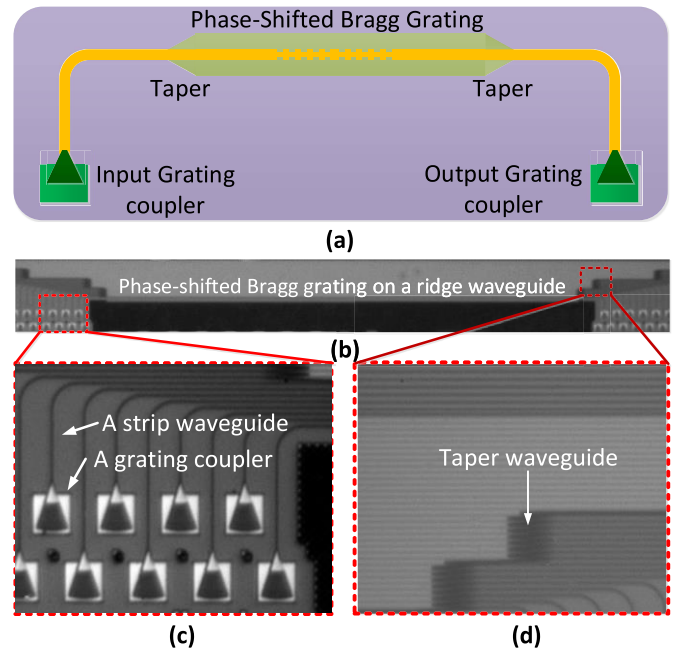 Phase-Shifted Bragg Grating
Taper
Taper
Input Grating
coupler
Output Grating
coupler
(a)
Phase-shifted Bragg grating on a ridge waveguide
(b)
A strip waveguide
A grating coupler
Taper waveguide
(c)
(d)